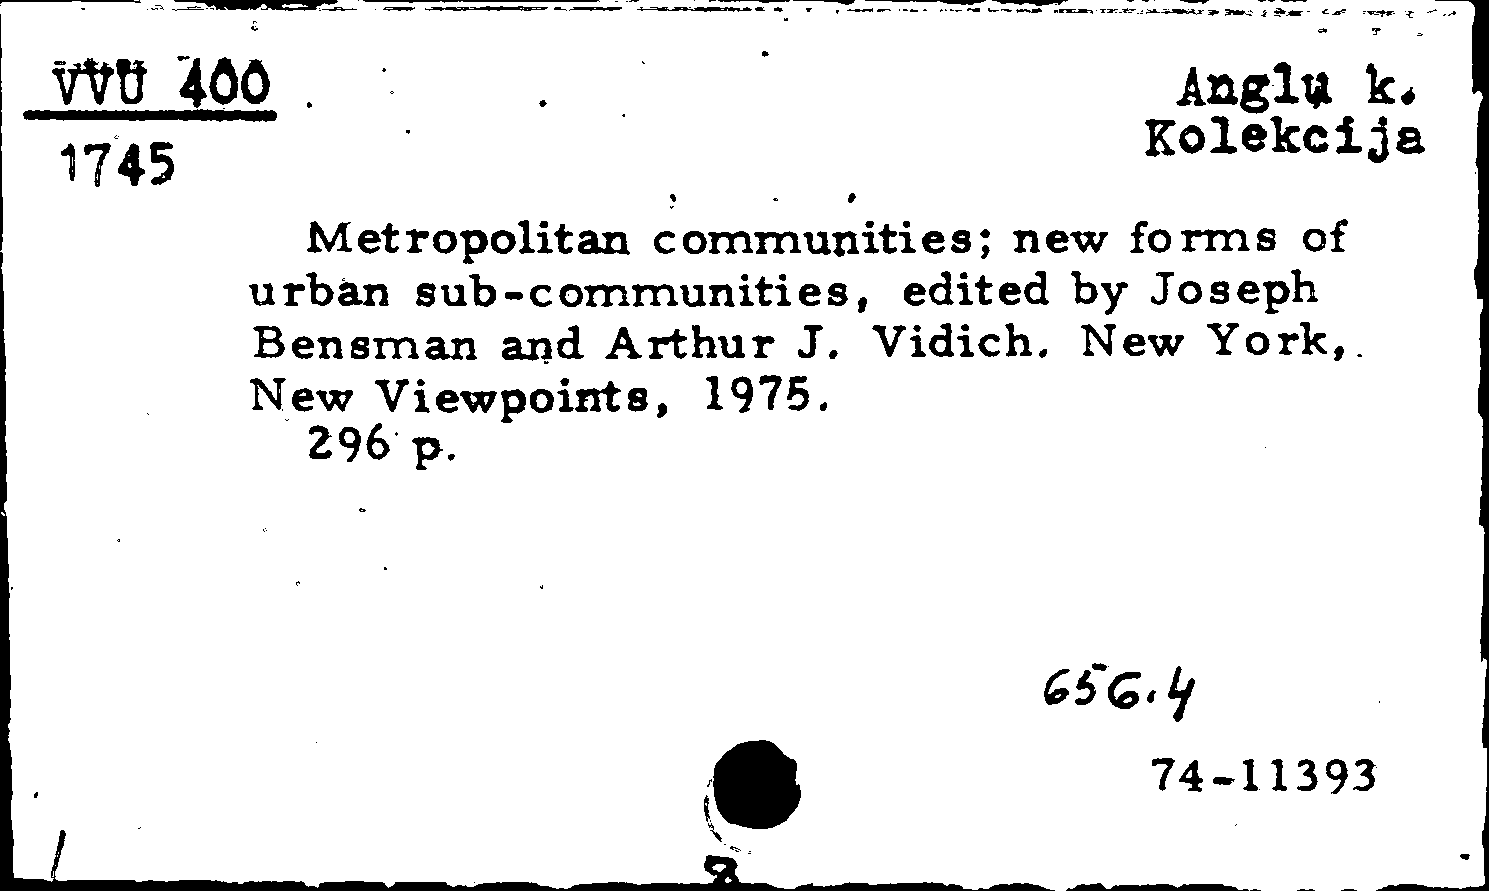 VVU 400
1745
Anglų k.
Kolekcija
Metropolitan communities; new forms of
urban sub-communities, edited by Joseph
Bensman and Arthur J. Vidich. New York,
New Viewpoints, 1975.
296 p.
656.4
74-11393
8